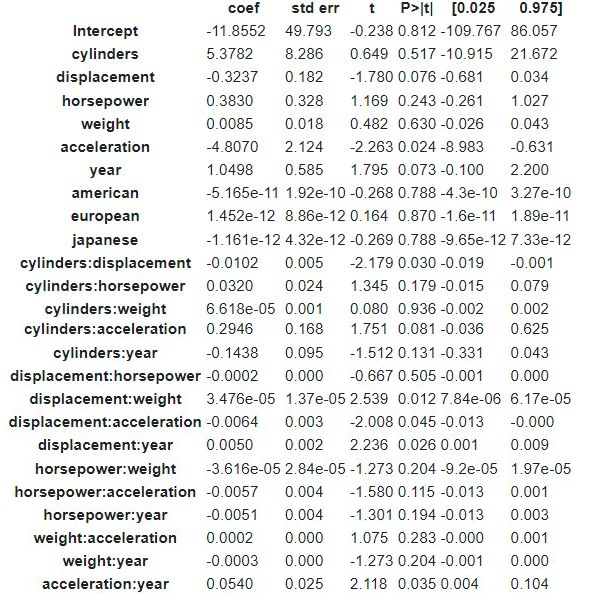 coef std err t P>|t| [0.025 0.975]
Intercept -11.8552 49.793 -0.238 0.812 -109.767 86.057
cylinders 5.3782 8.286 0.649 0.517 -10.915 21.672
displacement -0.3237 0.182 -1.780 0.076 -0.681 0.034
horsepower 0.3830 0.328 1.169 0.243 -0.261 1.027
weight 0.0085 0.018 0.482 0.630 -0.026 0.043
acceleration -4.8070 2.124 -2.263 0.024 -8.983 -0.631
year 1.0498 0.585 1.795 0.073 -0.100 2.200
american -5.165e-11 1.92e-10 -0.268 0.788 -4.3e-10 3.27e-10
european 1.452e-12 8.86e-12 0.164 0.870 -1.6e-11 1.89e-11
japanese -1.161e-12 4.32e-12 -0.269 0.788 -9.65e-12 7.33e-12
cylinders:displacement -0.0102 0.005 -2.179 0.030 -0.019 -0.001
cylinders:horsepower 0.0320 0.024 1.345 0.179 -0.015 0.079
cylinders:weight 6.618e-05 0.001 0.080 0.936 -0.002 0.002
cylinders:acceleration 0.2946 0.168 1.751 0.081 -0.036 0.625
cylinders:year -0.1438 0.095 -1.512 0.131 -0.331 0.043
displacement:horsepower -0.0002 0.000 -0.667 0.505 -0.001 0.000
displacement:weight 3.476e-05 1.37e-05 2.539 0.012 7.84e-06 6.17e-05
displacement:acceleration -0.0064 0.003 -2.008 0.045 -0.013 -0.000
displacement:year 0.0050 0.002 2.236 0.026 0.001 0.009
horsepower:weight -3.616e-05 2.84e-05 -1.273 0.204 -9.2e-05 1.97e-05
horsepower:acceleration -0.0057 0.004 -1.580 0.115 -0.013 0.001
horsepower:year -0.0051 0.004 -1.301 0.194 -0.013 0.003
weight:acceleration 0.0002 0.000 1.075 0.283 -0.000 0.001
weight:year -0.0003 0.000 -1.273 0.204 -0.001 0.000
acceleration:year 0.0540 0.025 2.118 0.035 0.004 0.104